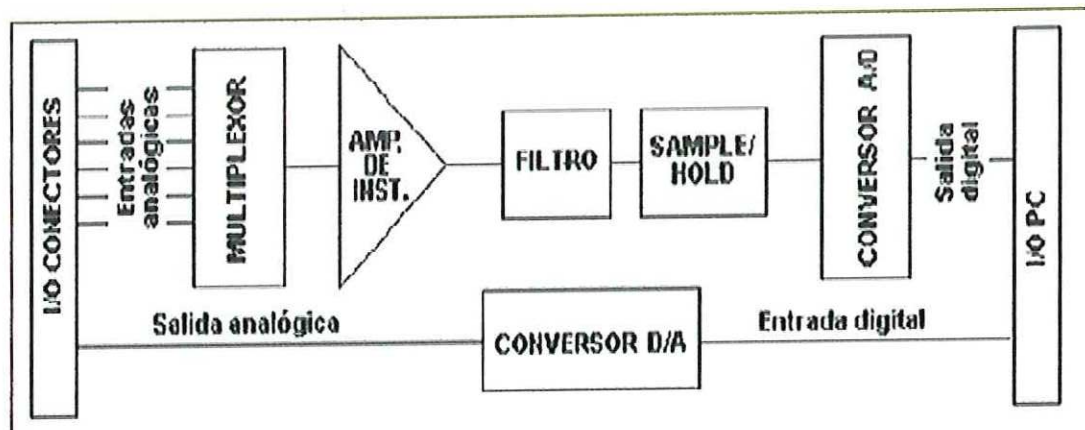 I/O CONECTORES
Entradas
analógicas
MULTIPLEXOR
AMP.
DE
INST.
FILTRO
SAMPLE/
HOLD
CONVERSOR A/D
Salida
digital
I/O PC
Salida analógica
CONVERSOR D/A
Entrada digital